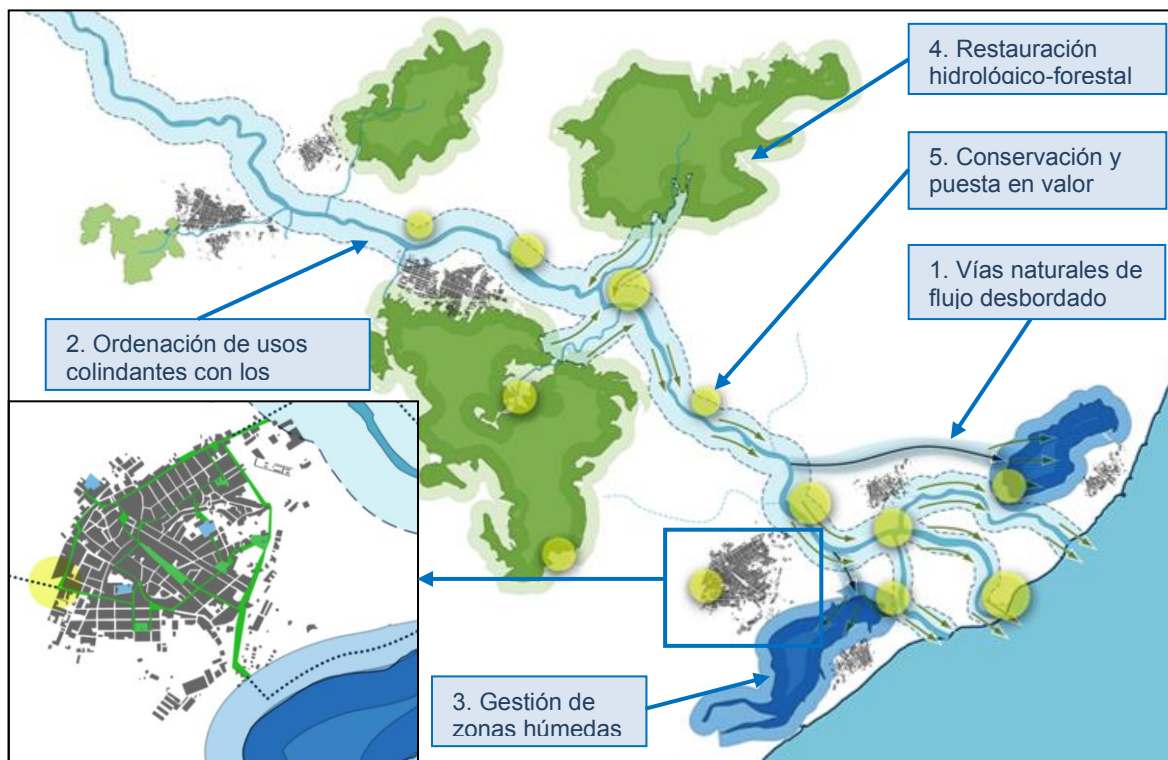 4. Restauración
hidrológico-forestal
5. Conservación y
puesta en valor
1. Vías naturales de
flujo desbordado
2. Ordenación de usos
colindantes con los
3. Gestión de
zonas húmedas